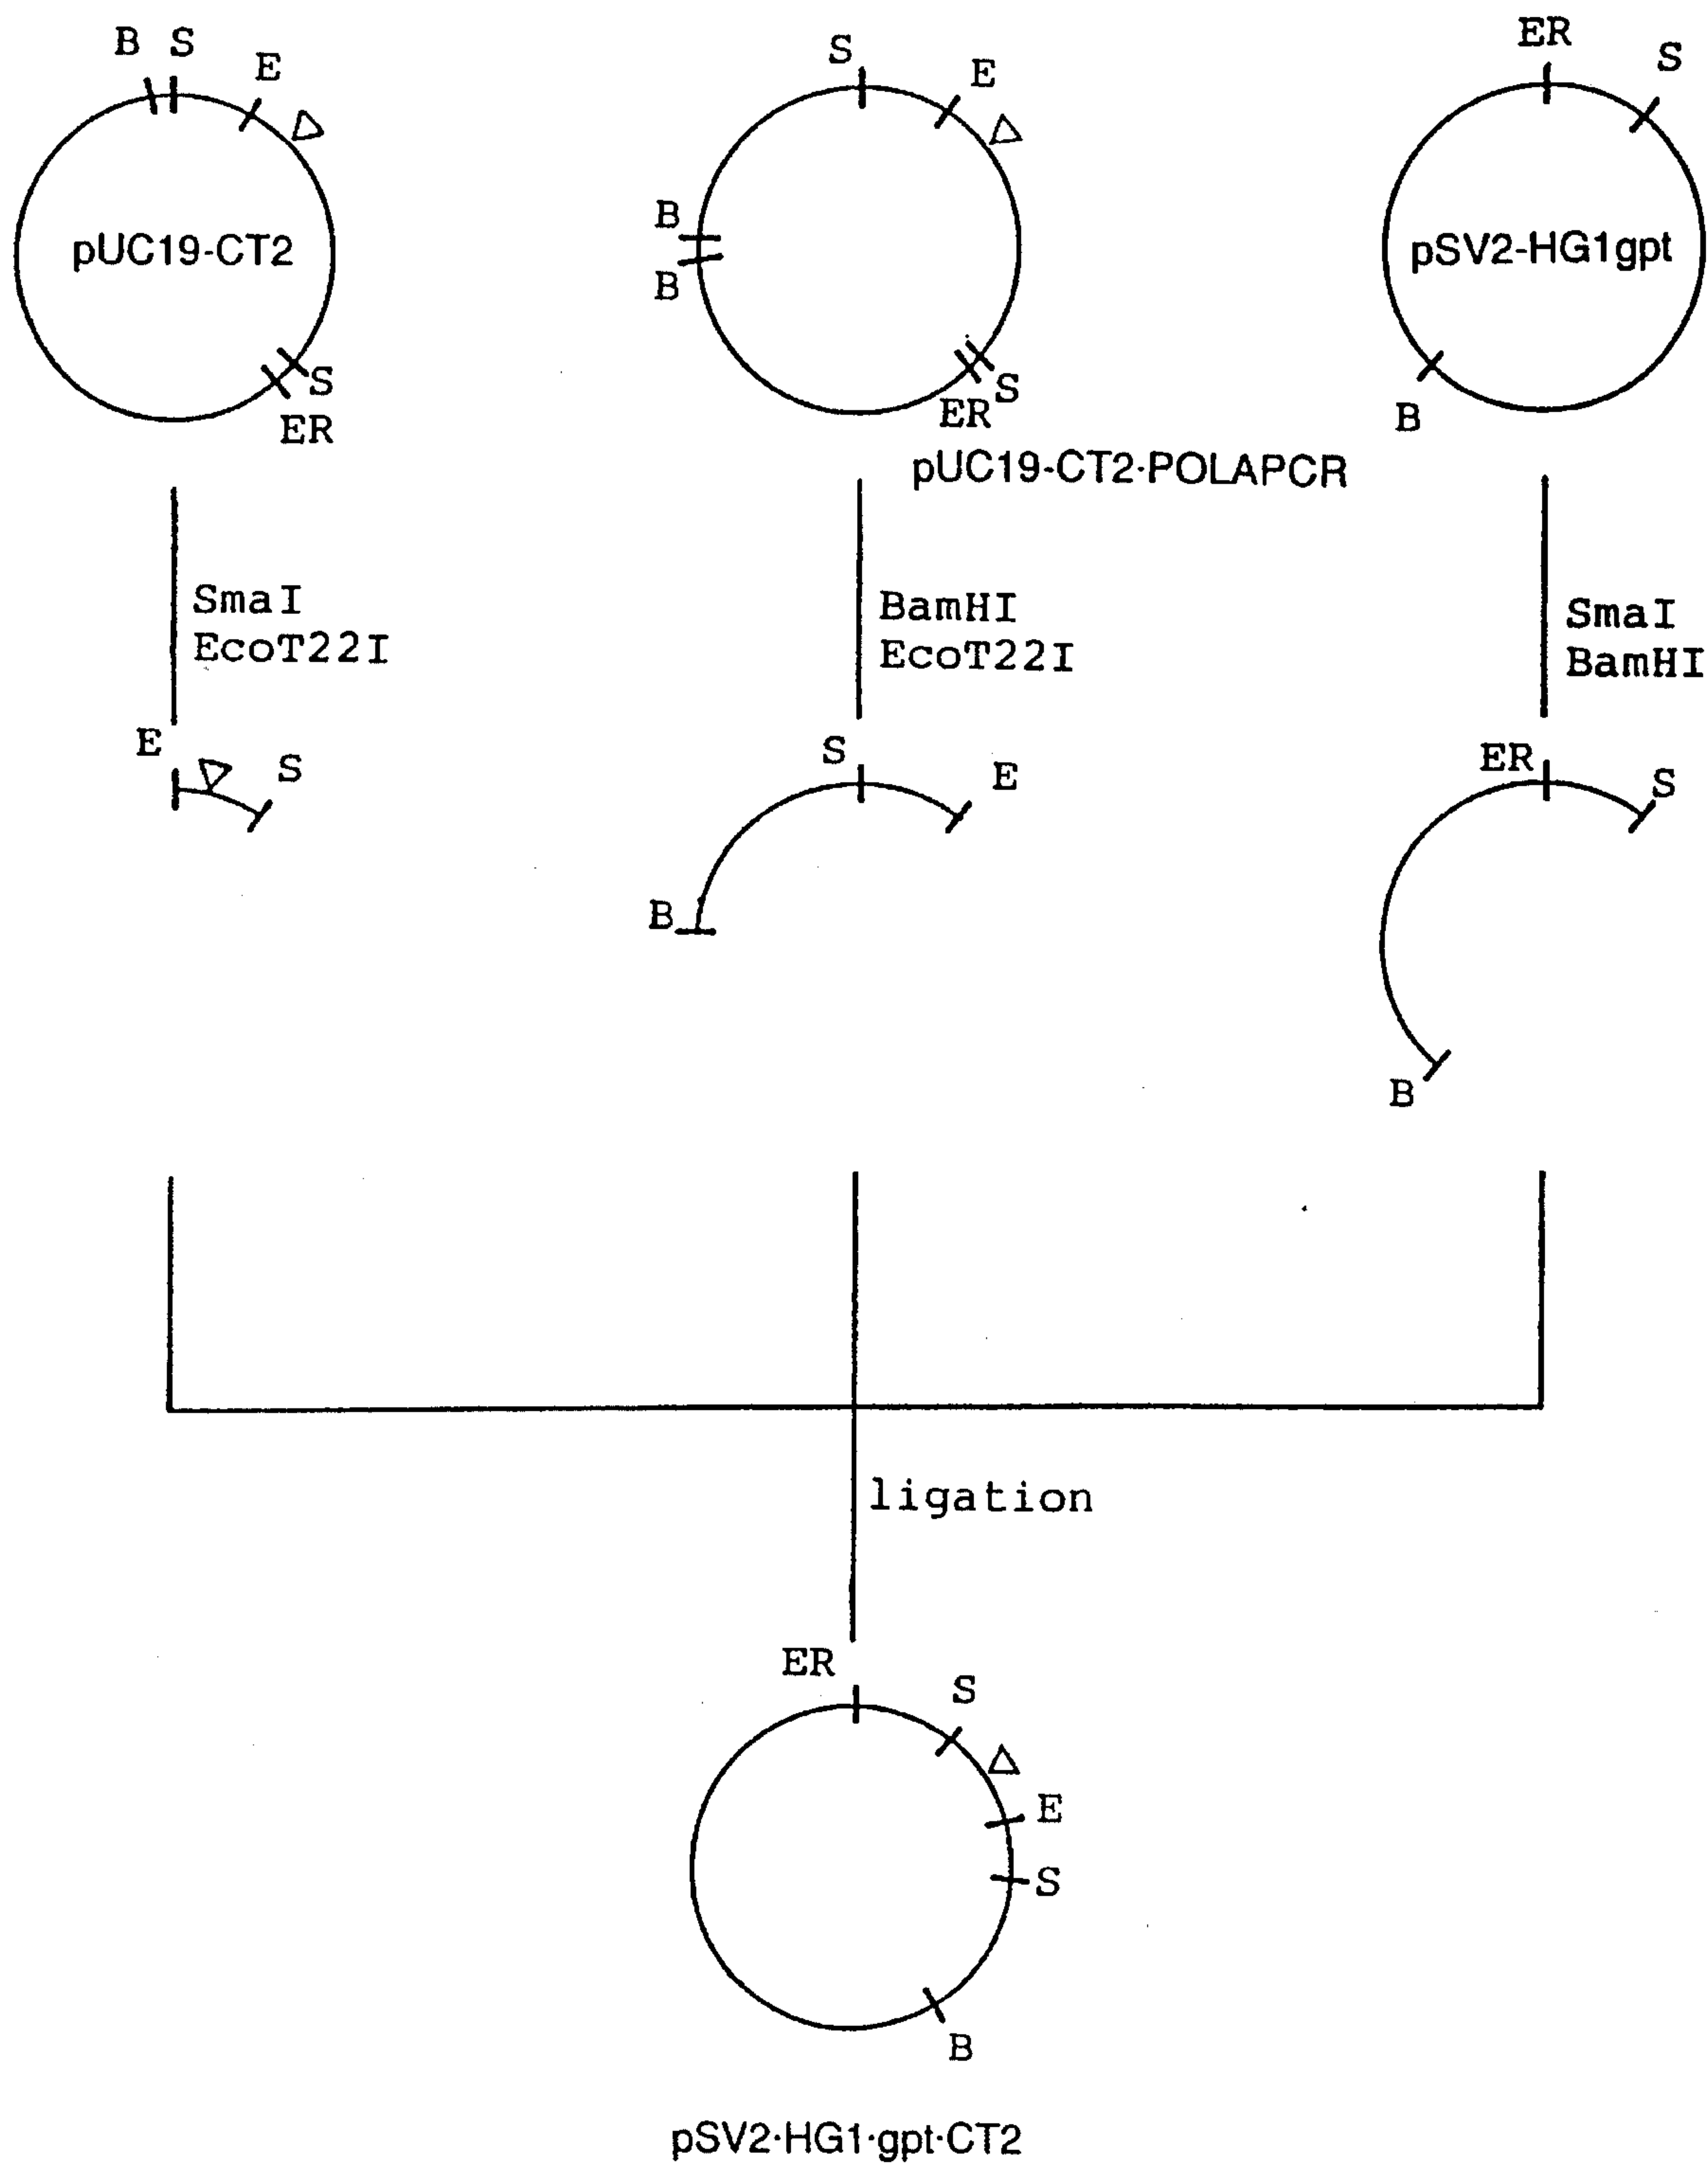 B S E
pUC19-CT2
S
ER
S E
B
B
S
ER
pUC19-CT2·POLAPCR
ER S
pSV2-HG1gpt
B
SmaI
EcoT22I
BamHI
EcoT22I
SmaI
BamHI
E S
S E
B
ER S
B
ligation
ER S
E
S
B
pSV2·HG1·gpt·CT2